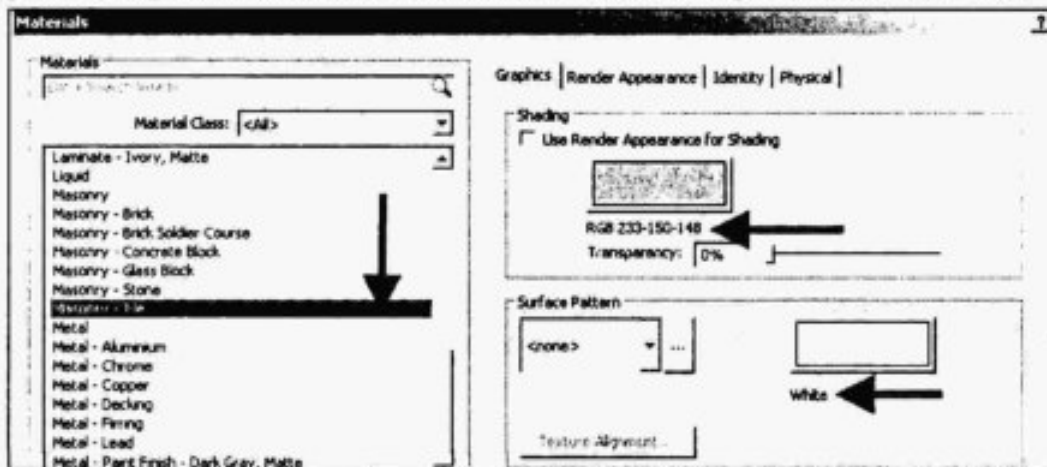 Materials
?
Materials
Material Class: <All>
Laminate - Ivory, Matte
Liquid
Masonry
Masonry - Brick
Masonry - Brick Soldier Course
Masonry - Concrete Block
Masonry - Glass Block
Masonry - Stone
Masonry - Tile
Metal
Metal - Aluminium
Metal - Chrome
Metal - Copper
Metal - Decking
Metal - Firring
Metal - Lead
Metal - Paint Finish - Dark Gray, Matte
Graphics Render Appearance Identity Physical
Shading
Use Render Appearance for Shading
RGB 233-150-148
Transparency: 0%
Surface Pattern
<none> ...
White
Texture Alignment...